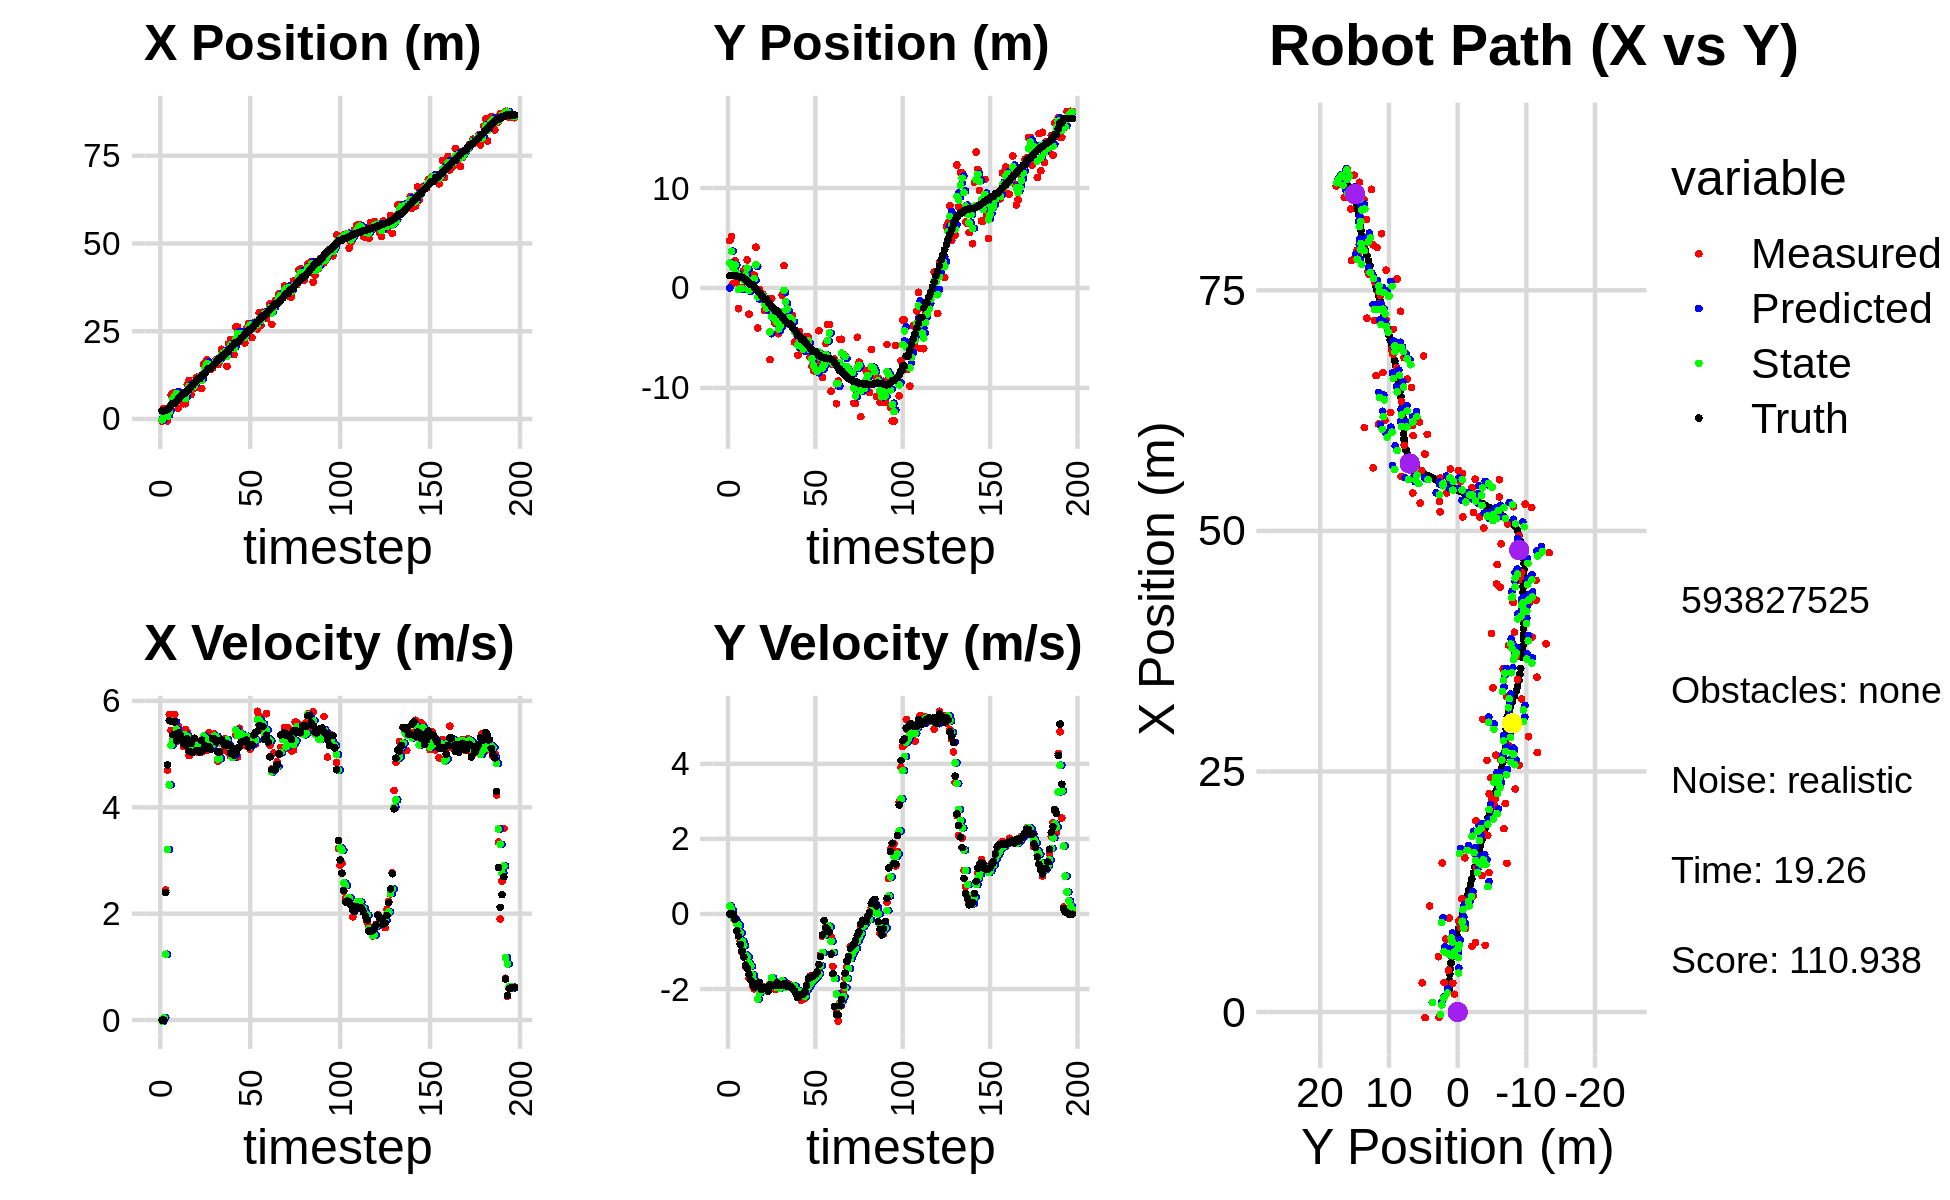 X Position (m)
75
50
25
0
0
50
100
150
200
timestep
Y Position (m)
10
0
-10
0
50
100
150
200
timestep
X Velocity (m/s)
6
4
2
0
0
50
100
150
200
timestep
Y Velocity (m/s)
4
2
0
-2
0
50
100
150
200
timestep
Robot Path (X vs Y)
X Position (m)
75
50
25
0
20 10 0 -10 -20
Y Position (m)
variable
Measured
Predicted
State
Truth
593827525
Obstacles: none
Noise: realistic
Time: 19.26
Score: 110.938